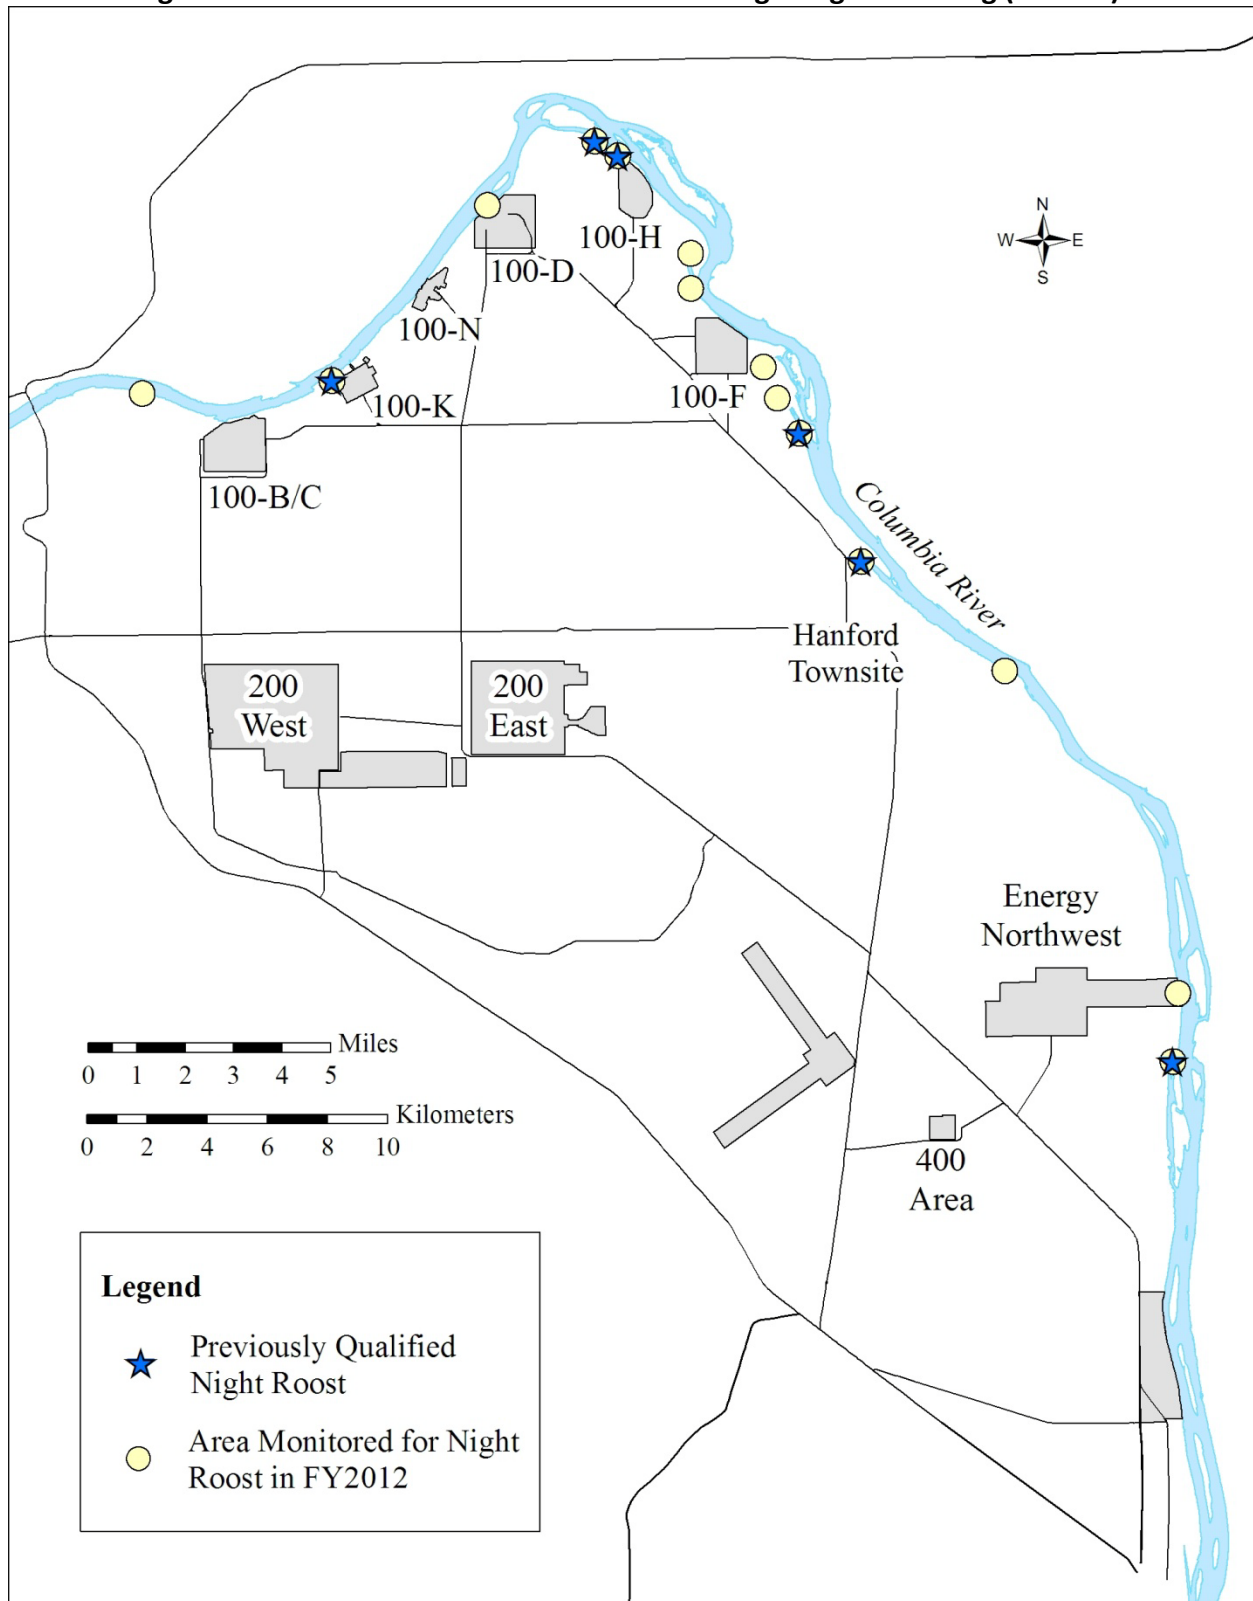 N
W E
S
100-H
100-D
100-N
100-F
100-K
100-B/C
Columbia River
Hanford
Townsite
200
West
200
East
Energy
Northwest
Miles
0 1 2 3 4 5
Kilometers
0 2 4 6 8 10
400
Area
Legend
Previously Qualified
Night Roost
Area Monitored for Night
Roost in FY2012